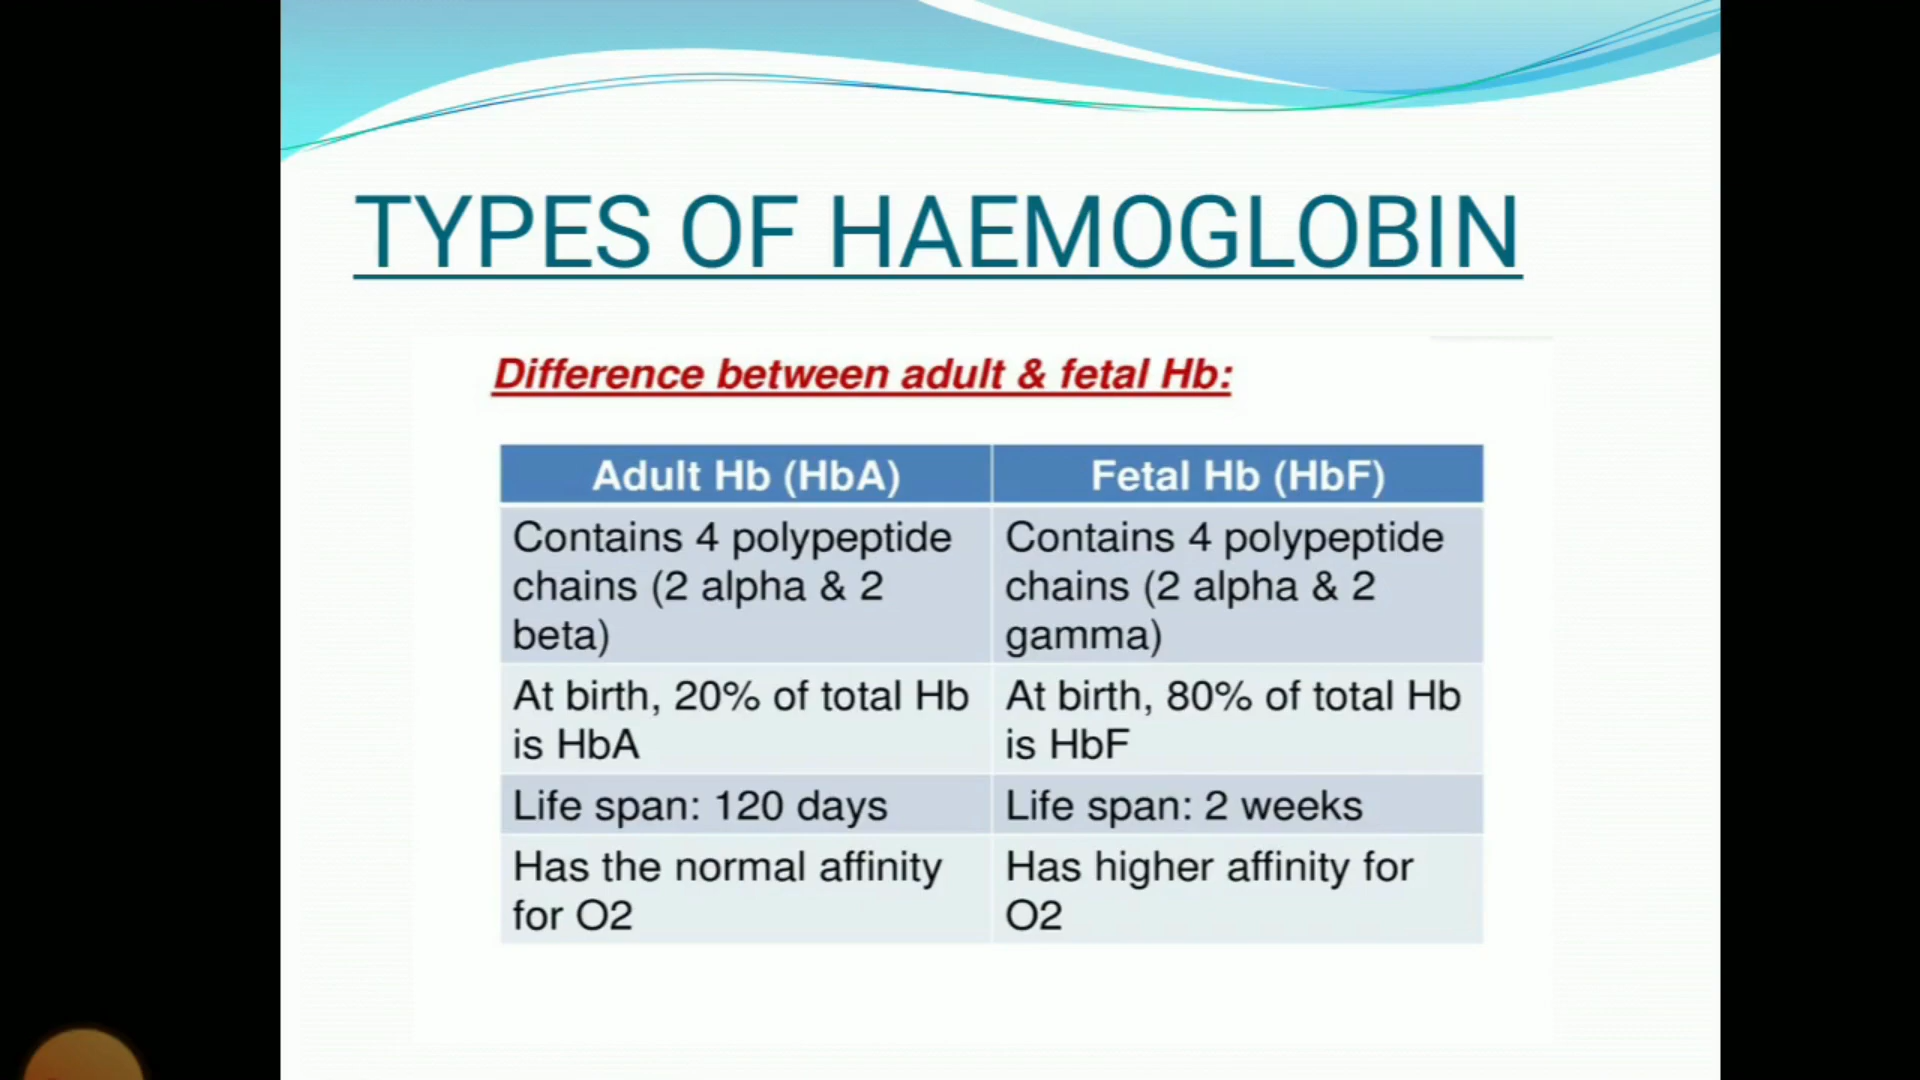 TYPES OF HAEMOGLOBIN
Difference between adult & fetal Hb:
Adult Hb (HbA)
Fetal Hb (HbF)
Contains 4 polypeptide
chains (2 alpha & 2
beta)
Contains 4 polypeptide
chains (2 alpha & 2
gamma)
At birth, 20% of total Hb
is HbA
At birth, 80% of total Hb
is HbF
Life span: 120 days
Life span: 2 weeks
Has the normal affinity
for O2
Has higher affinity for
O2